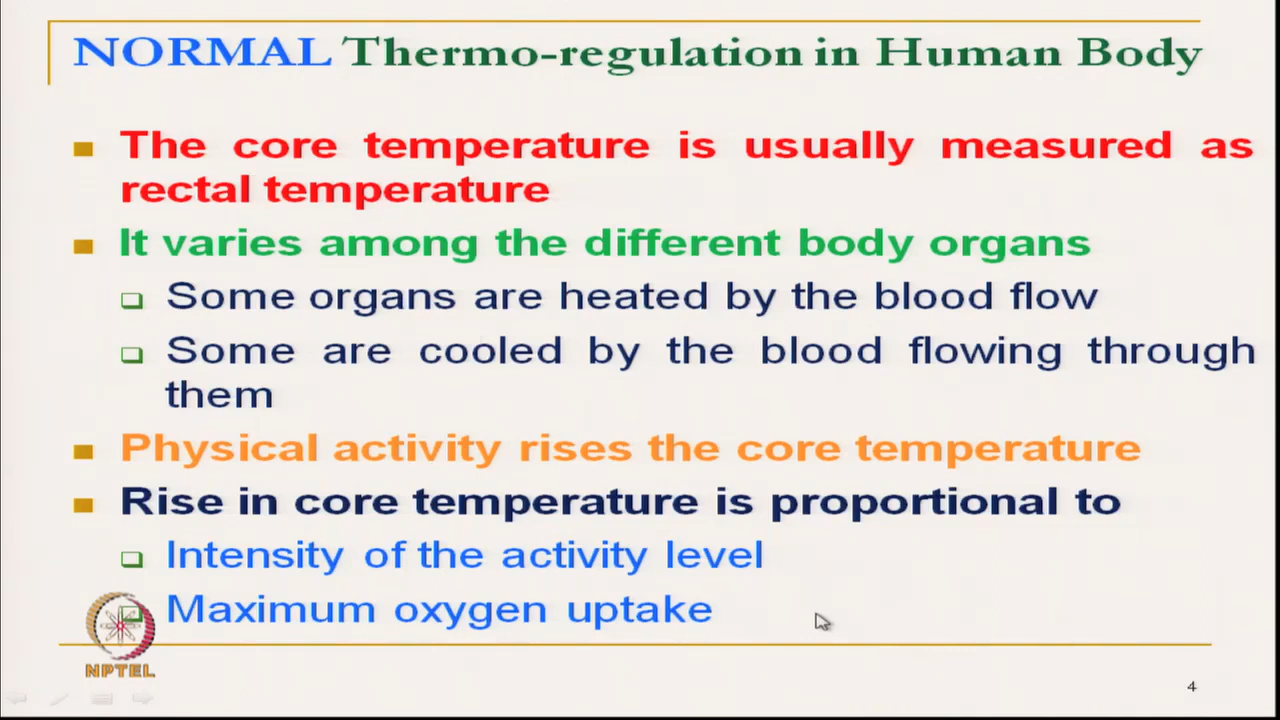 NORMAL Thermo-regulation in Human Body
The core temperature is usually measured as
rectal temperature
It varies among the different body organs
Some organs are heated by the blood flow
Some are cooled by the blood flowing through
them
Physical activity rises the core temperature
Rise in core temperature is proportional to
Intensity of the activity level
Maximum oxygen uptake
NPTEL
4